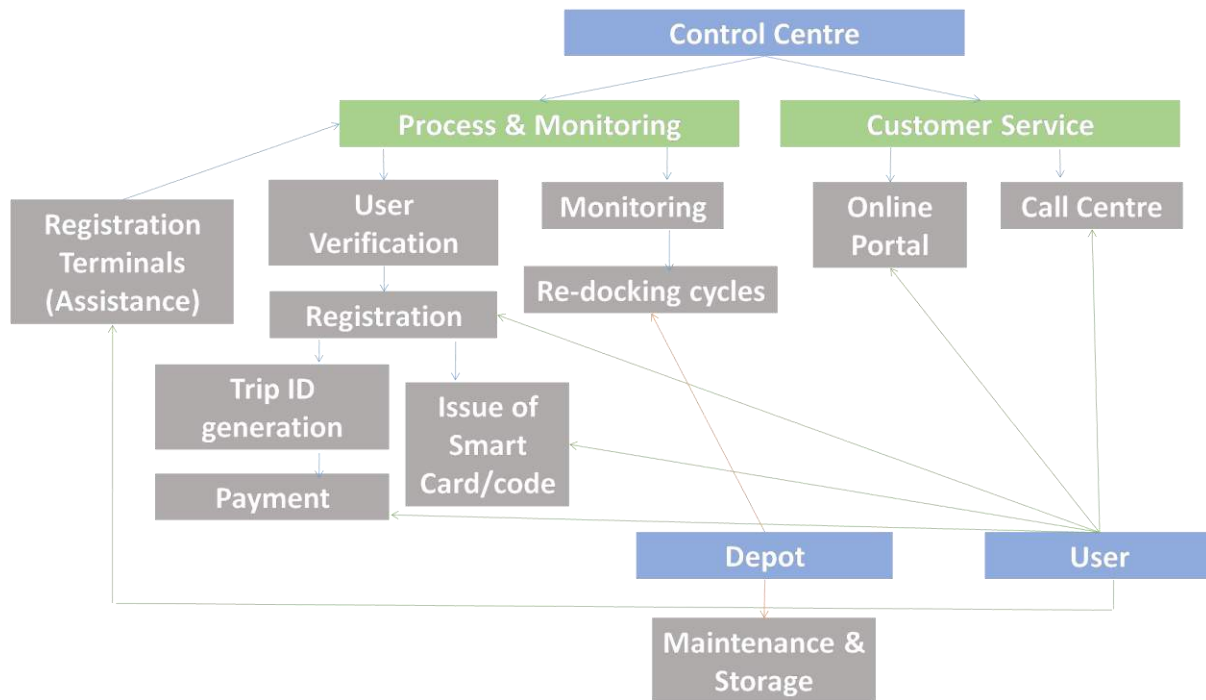 Control Centre
Process & Monitoring
Customer Service
Registration
Terminals
(Assistance)
User
Verification
Monitoring
Online
Portal
Call Centre
Re-docking cycles
Registration
Trip ID
generation
Issue of
Smart
Card/code
Payment
Depot
User
Maintenance &
Storage